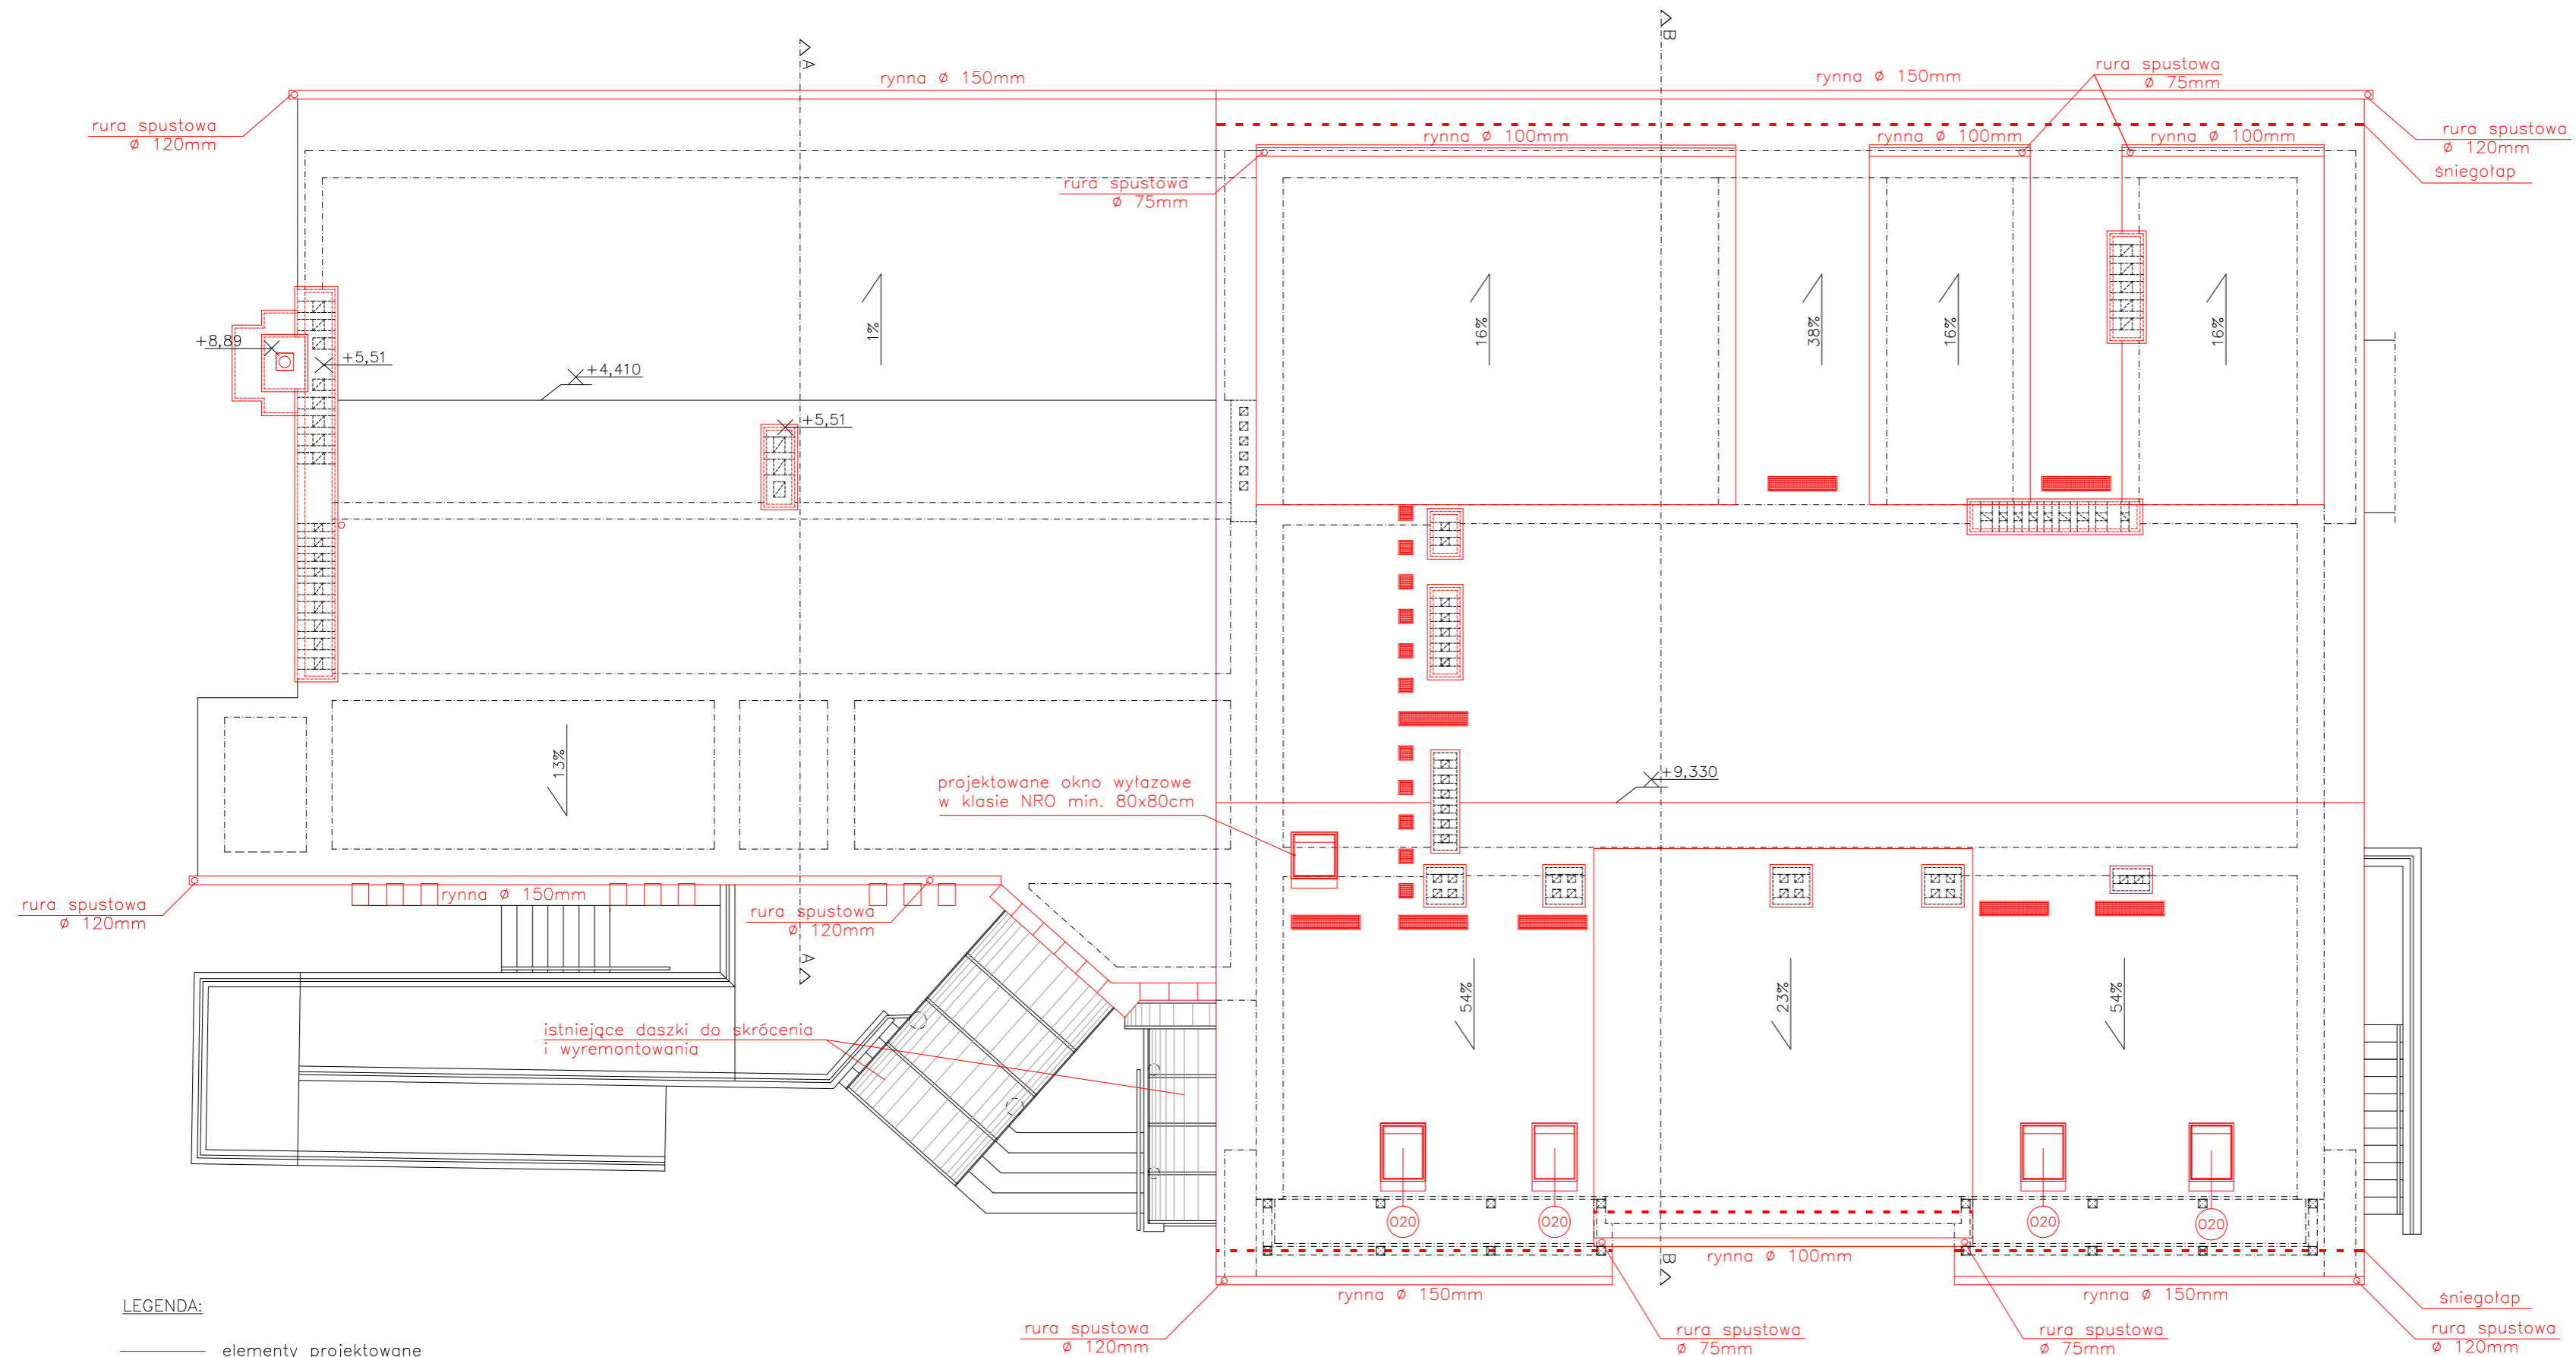 A
B
rynna ø 150mm
rynna ø 150mm
rura spustowa
ø 75mm
rura spustowa
ø 120mm
rynna ø 100mm
rynna ø 100mm
rynna ø 100mm
rura spustowa
ø 120mm
śniegołap
rura spustowa
ø 75mm
1%
16%
38%
16%
16%
+8,89
+5,51
+4,410
+5,51
13%
projektowane okno wyłazowe
w klasie NRO min. 80x80cm
+9,330
rynna ø 150mm
rura spustowa
ø 120mm
rura spustowa
ø 120mm
A
54%
23%
54%
istniejące daszki do skrócenia
i wyremontowania
O20
O20
O20
O20
B
rynna ø 100mm
rynna ø 150mm
rynna ø 150mm
śniegołap
LEGENDA:
rura spustowa
ø 120mm
rura spustowa
ø 75mm
rura spustowa
ø 75mm
rura spustowa
ø 120mm
elementy projektowane